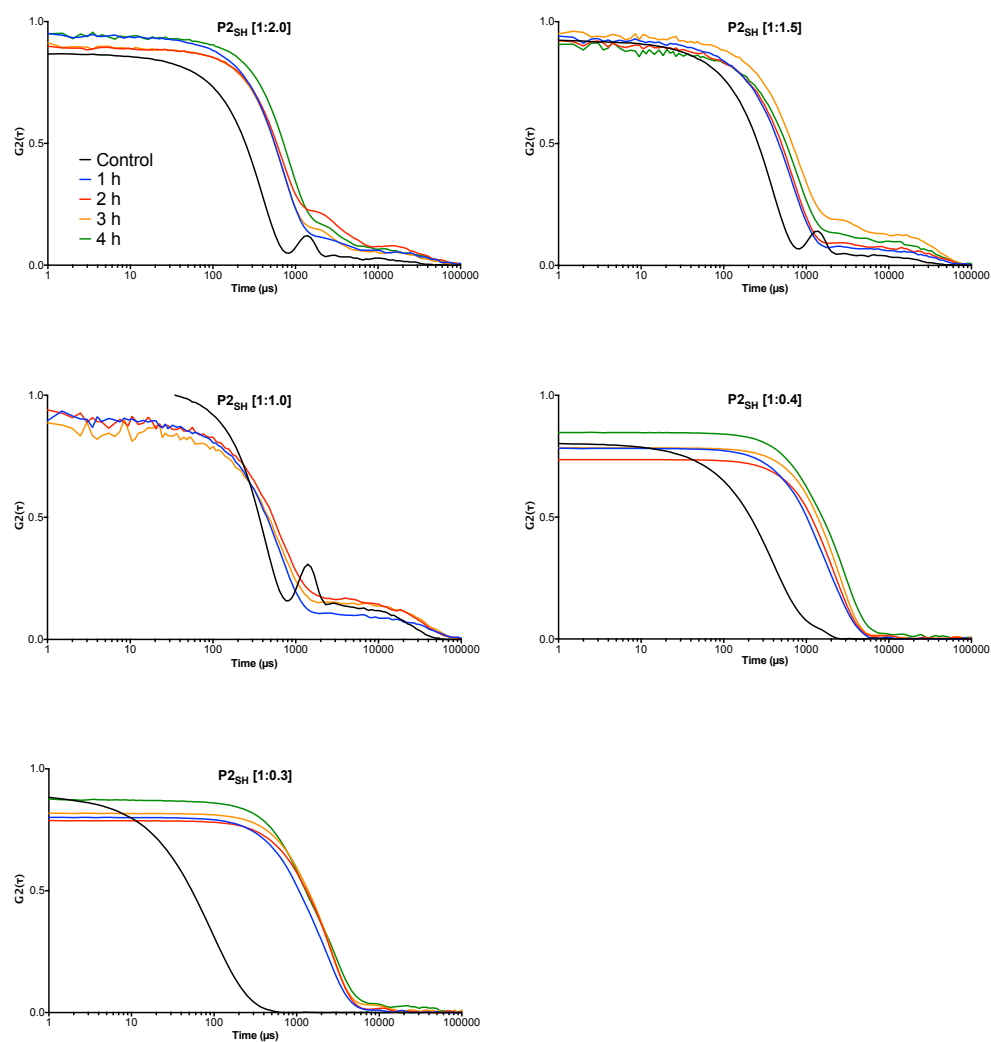 P2SH [1:2.0]
1.0
0.5
0.0
G2(τ)
Control
1 h
2 h
3 h
4 h
1 10 100 1000 10000 100000
Time (µs)
P2SH [1:1.5]
1.0
0.5
0.0
G2(τ)
1 10 100 1000 10000 100000
Time (µs)
P2SH [1:1.0]
1.0
0.5
0.0
G2(τ)
1 10 100 1000 10000 100000
Time (µs)
P2SH [1:0.4]
1.0
0.5
0.0
G2(τ)
1 10 100 1000 10000 100000
Time (µs)
P2SH [1:0.3]
1.0
0.5
0.0
G2(τ)
1 10 100 1000 10000 100000
Time (µs)